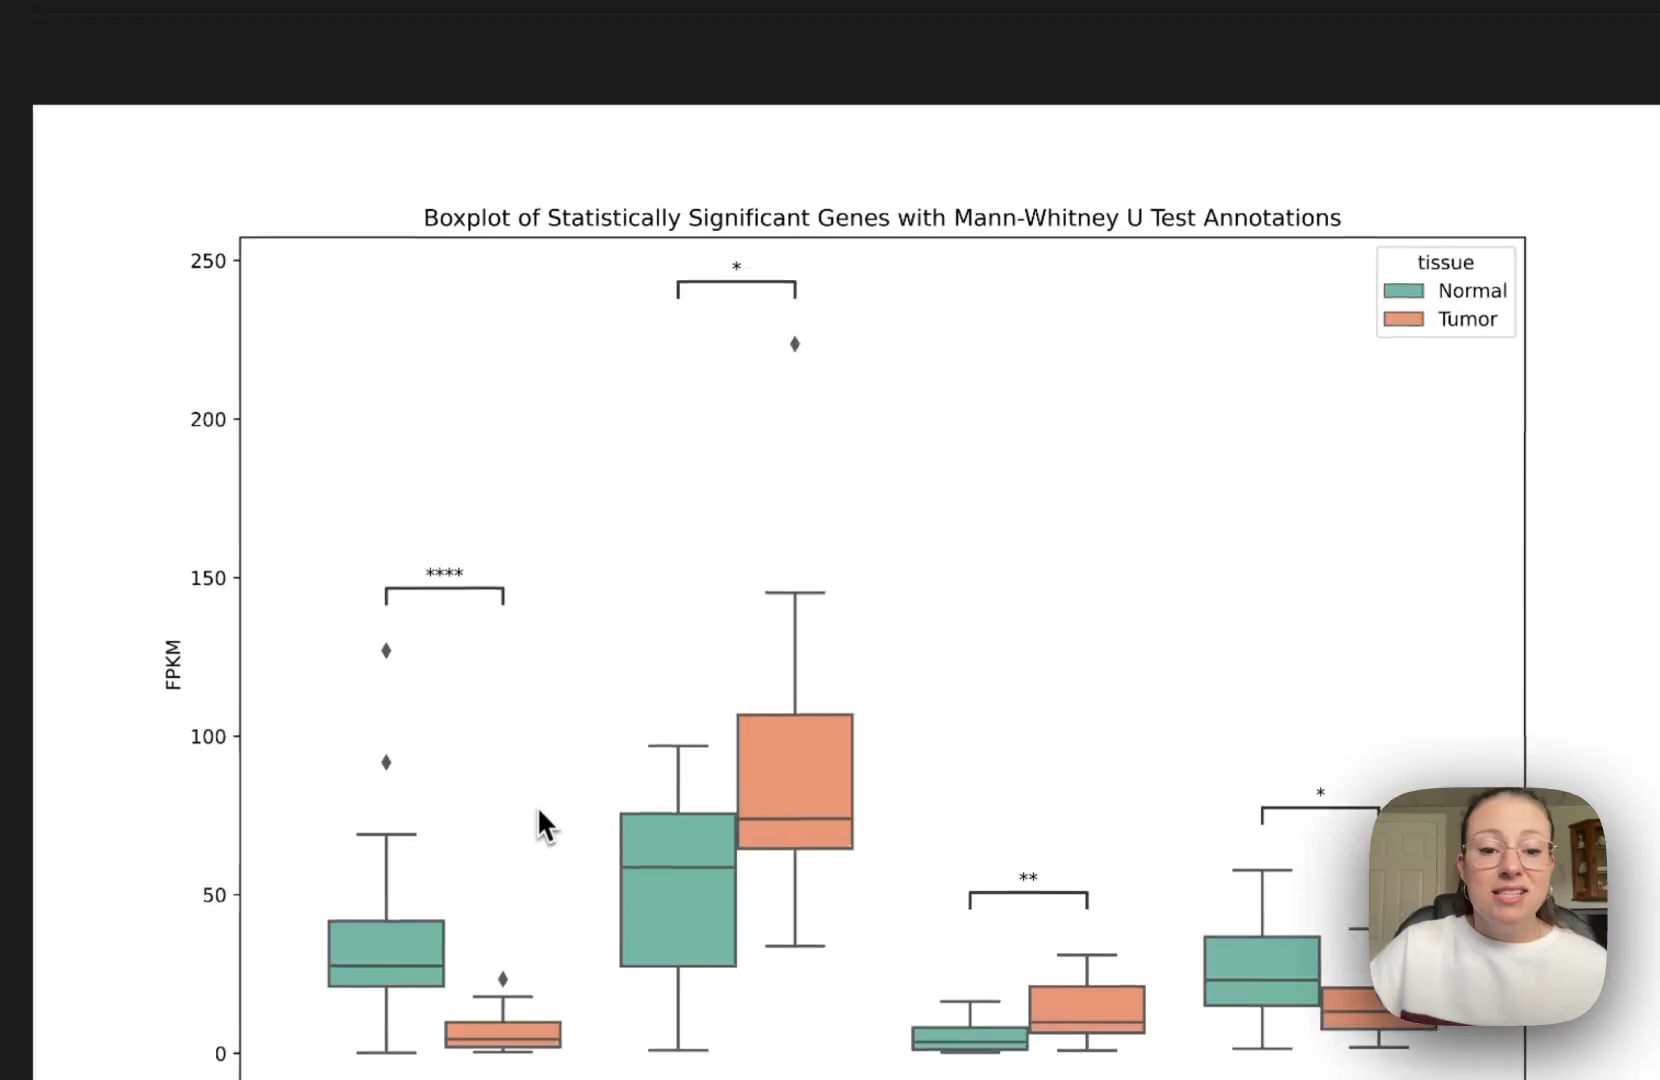 Boxplot of Statistically Significant Genes with Mann-Whitney U Test Annotations
250
200
150
100
50
0
FPKM
tissue
Normal
Tumor
*
****
*
**